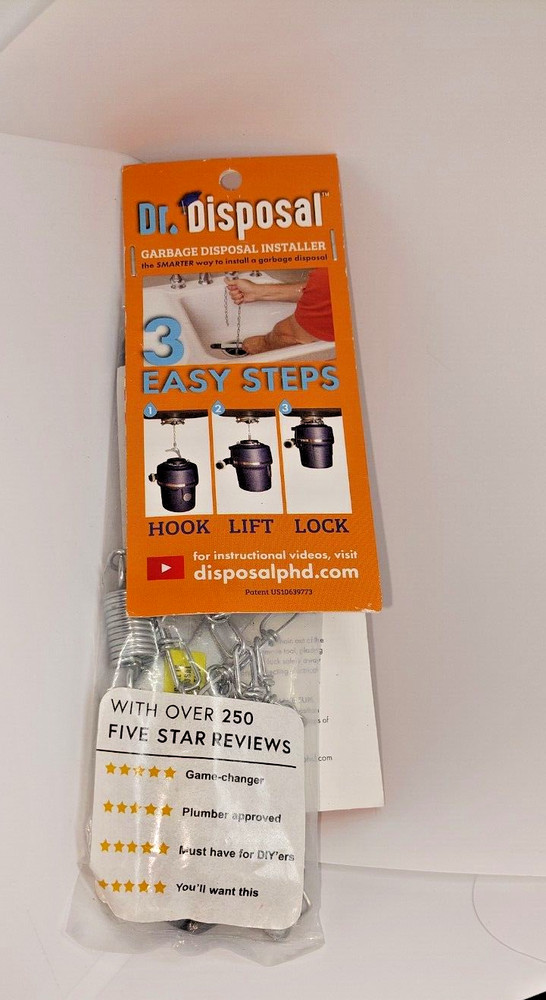 Dr. Disposal™
GARBAGE DISPOSAL INSTALLER
the SMARTER way to install a garbage disposal
3
EASY STEPS
1 2 3
HOOK LIFT LOCK
for instructional videos, visit
disposalphd.com
Patent US10639773
WITH OVER 250
FIVE STAR REVIEWS
Game-changer
Plumber approved
Must have for DIY'ers
You'll want this